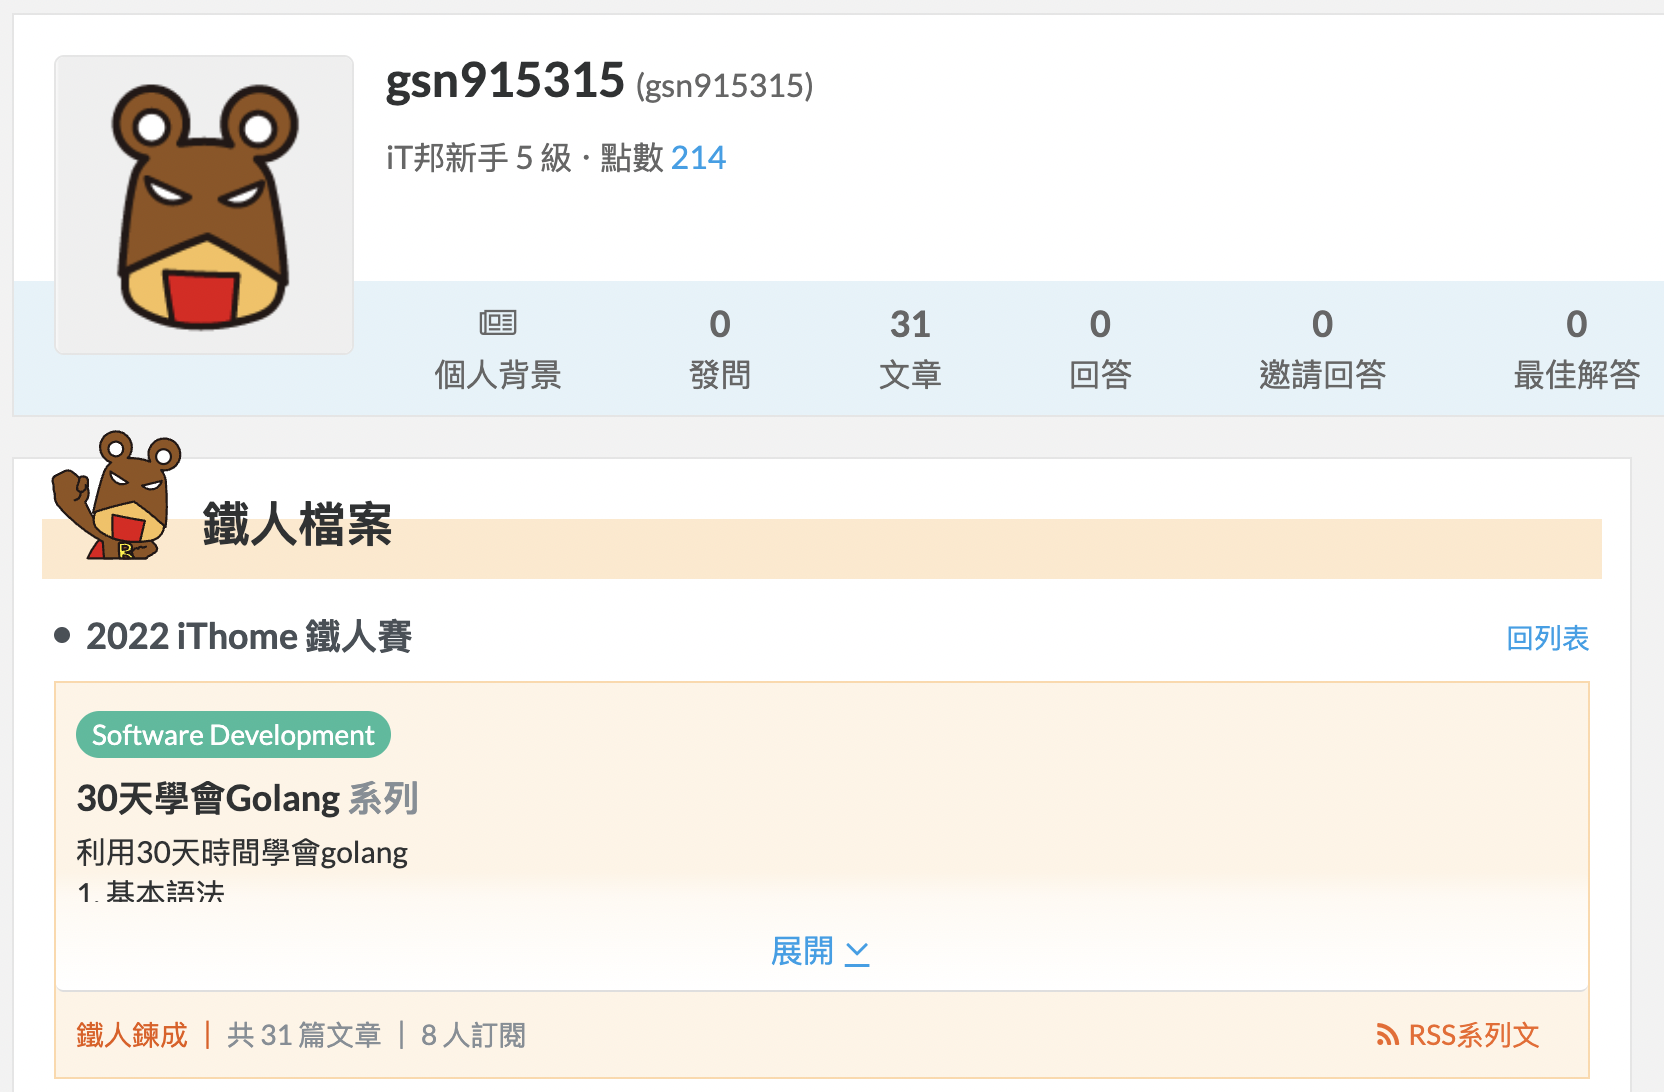 gsn915315 (gsn915315)
iT邦新手 5 級 · 點數 214
個人背景
0
發問
31
文章
0
回答
0
邀請回答
0
最佳解答
B
鐵人檔案
2022 iThome 鐵人賽
回列表
Software Development
30天學會Golang 系列
利用30天時間學會golang
1. 基本語法
展開
鐵人鍊成 | 共 31 篇文章 | 8 人訂閱
RSS系列文